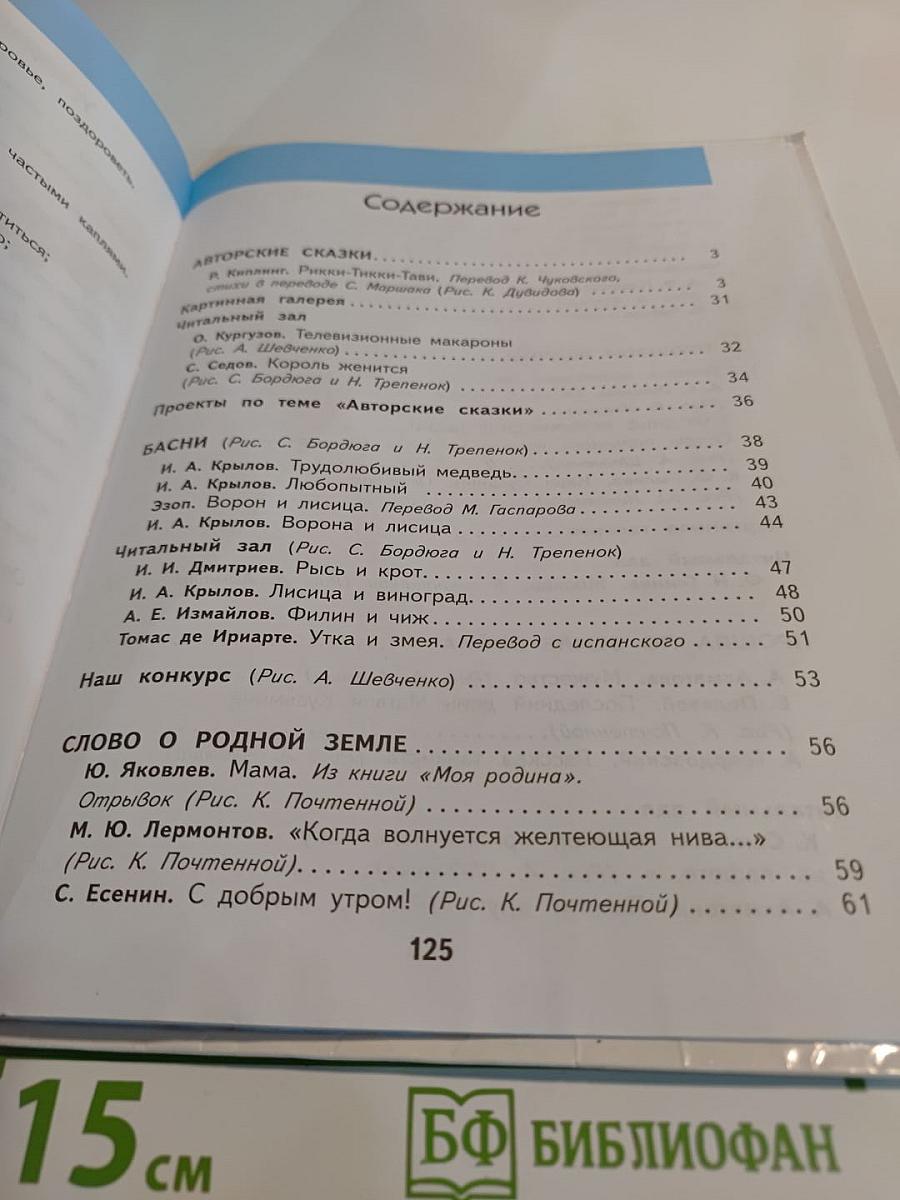 поздороветь.
частыми каплями.
Содержание
АВТОРСКИЕ СКАЗКИ. 3
Р. Киплинг. Рикки-Тикки-Тави. Перевод К. Чуковского,
стихи в переводе С. Маршака (Рис. К. Дувидова) 3
Картинная галерея 31
Читальный зал
О. Кургузов. Телевизионные макароны
(Рис. А. Шевченко) 32
С. Седов. Король женится
(Рис. С. Бордюга и Н. Трепенок) 34
Проекты по теме «Авторские сказки» 36
БАСНИ (Рис. С. Бордюга и Н. Трепенок) 38
И. А. Крылов. Трудолюбивый медведь. 39
И. А. Крылов. Любопытный 40
Эзоп. Ворон и лисица. Перевод М. Гаспарова 43
И. А. Крылов. Ворона и лисица 44
Читальный зал (Рис. С. Бордюга и Н. Трепенок)
И. И. Дмитриев. Рысь и крот. 47
И. А. Крылов. Лисица и виноград. 48
А. Е. Измайлов. Филин и чиж 50
Томас де Ириарте. Утка и змея. Перевод с испанского 51
Наш конкурс (Рис. А. Шевченко) 53
СЛОВО О РОДНОЙ ЗЕМЛЕ 56
Ю. Яковлев. Мама. Из книги «Моя родина».
Отрывок (Рис. К. Почтенной) 56
М. Ю. Лермонтов. «Когда волнуется желтеющая нива...»
(Рис. К. Почтенной). 59
С. Есенин. С добрым утром! (Рис. К. Почтенной) 61
125
15 см
БФ БИБЛИОФАН